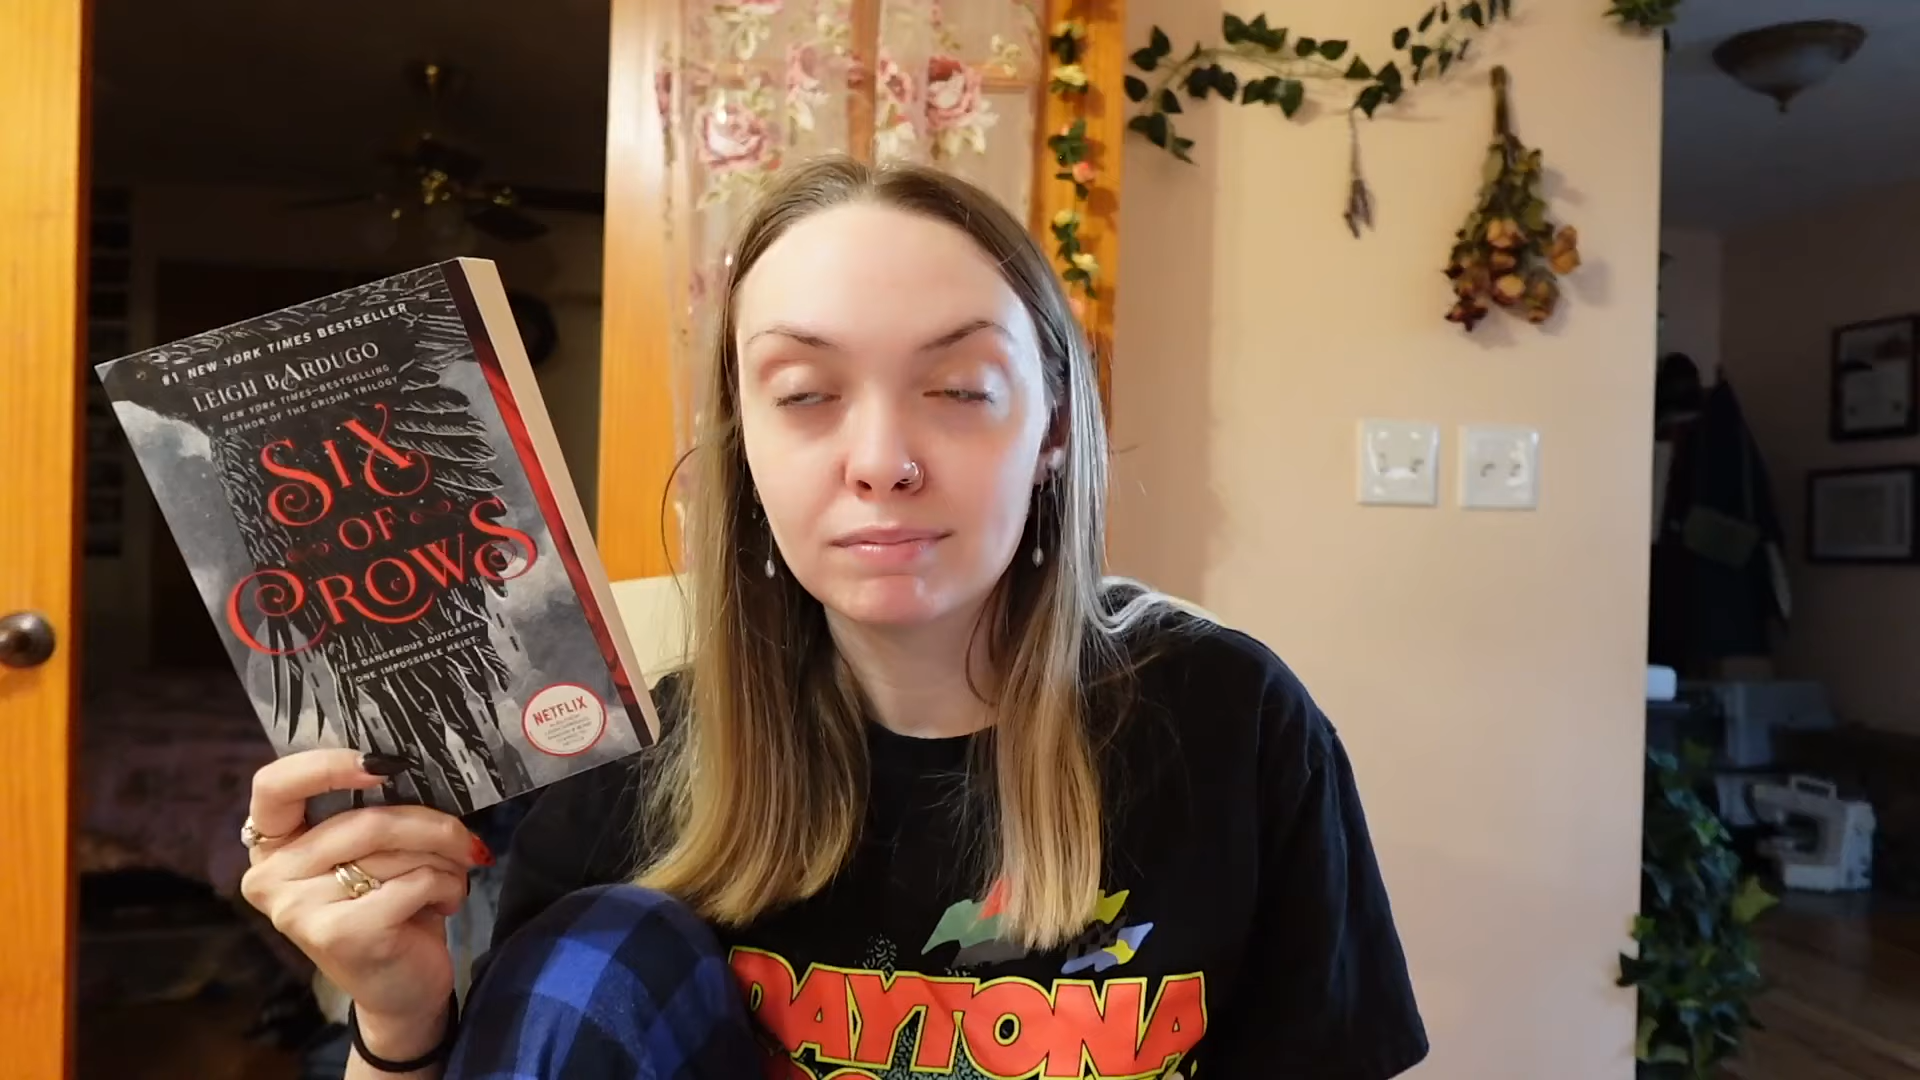 #1 NEW YORK TIMES BESTSELLER
LEIGH BARDUGO
NEW YORK TIMES–BESTSELLING
AUTHOR OF THE GRISHA TRILOGY
SIX
OF
CROWS
SIX DANGEROUS OUTCASTS.
ONE IMPOSSIBLE HEIST.
NETFLIX
DAYTONA